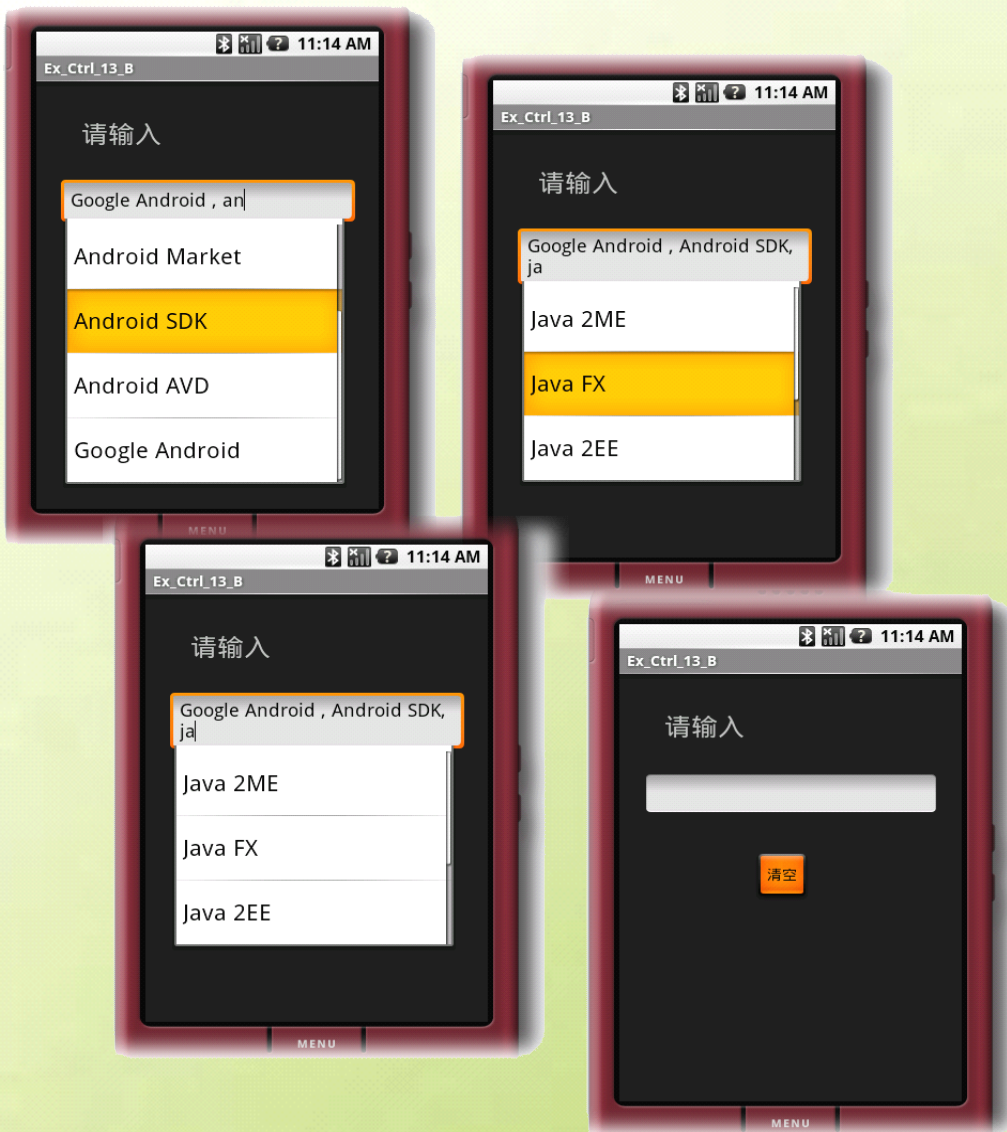 11:14 AM
Ex_Ctrl_13_B
请输入
Google Android , an
Android Market
Android SDK
Android AVD
Google Android
MENU
11:14 AM
Ex_Ctrl_13_B
请输入
Google Android , Android SDK,
ja
Java 2ME
Java FX
Java 2EE
MENU
11:14 AM
Ex_Ctrl_13_B
请输入
Google Android , Android SDK,
ja
Java 2ME
Java FX
Java 2EE
MENU
11:14 AM
Ex_Ctrl_13_B
请输入
清空
MENU